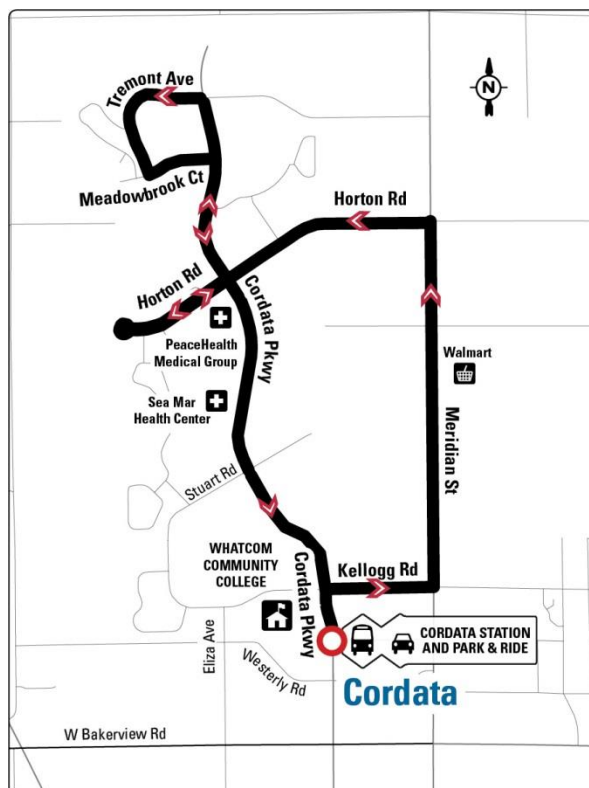 Tremont Ave
N
Meadowbrook Ct
Horton Rd
Horton Rd
Cordata Pkwy
PeaceHealth
Medical Group
Walmart
Sea Mar
Health Center
Meridian St
Stuart Rd
WHATCOM
COMMUNITY
COLLEGE
Cordata Pkwy
Kellogg Rd
Eliza Ave
Westerly Rd
CORDATA STATION
AND PARK & RIDE
Cordata
W Bakerview Rd